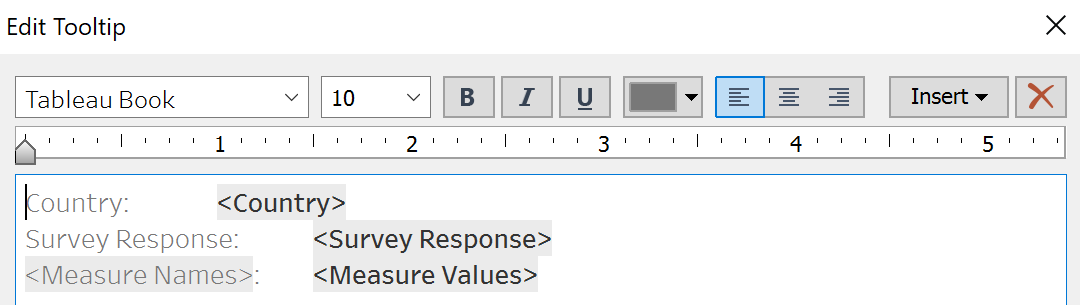 Edit Tooltip
Tableau Book 10 B I U Insert
1 2 3 4 5
Country: <Country>
Survey Response: <Survey Response>
<Measure Names>: <Measure Values>